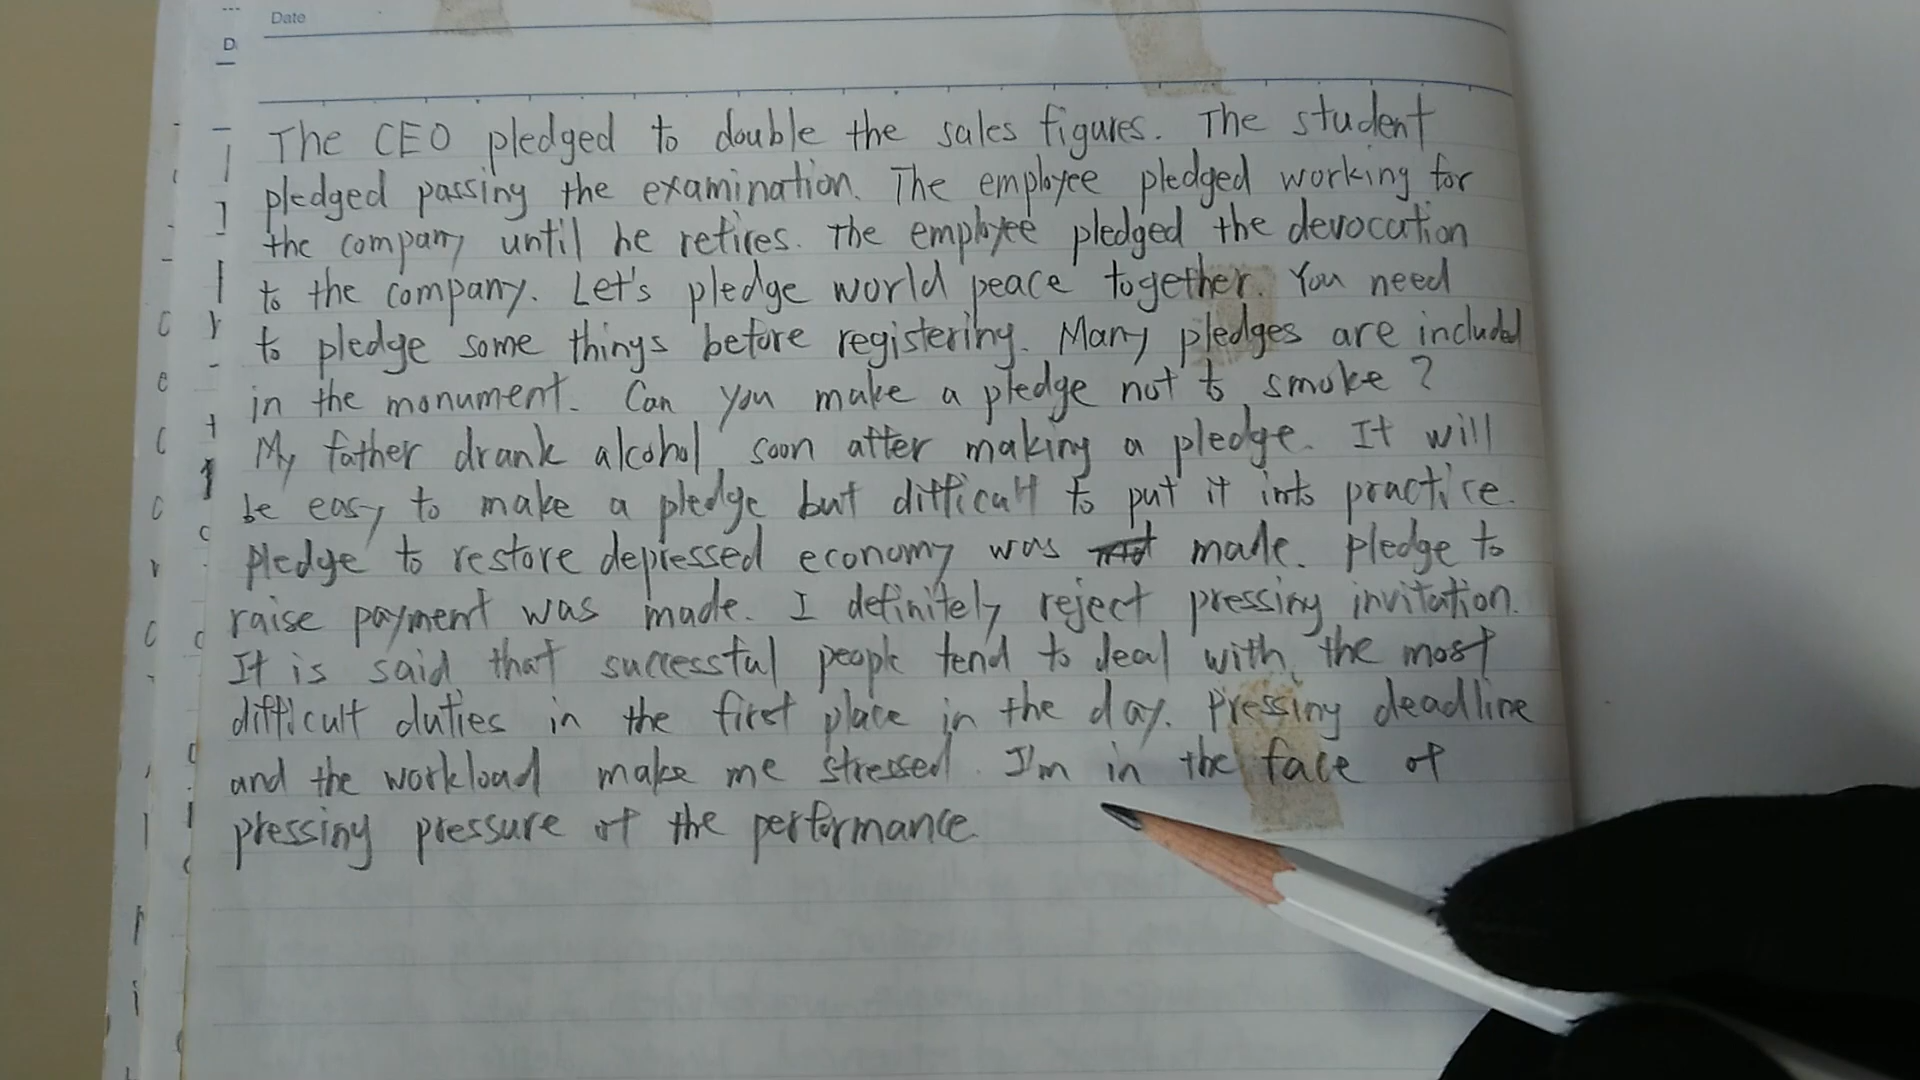 Date
D
The CEO pledged to double the sales figures. The student
pledged passing the examination. The employee pledged working for
the company until he retires. The employee pledged the devocation
to the company. Let's pledge world peace together. You need
to pledge some things before registering. Many pledges are included
in the monument. Can you make a pledge not to smoke?
My father drank alcohol soon after making a pledge. It will
be easy to make a pledge but difficult to put it into practice.
Pledge to restore depressed economy was made. Pledge to
raise payment was made. I definitely reject pressing invitation.
It is said that successful people tend to deal with the most
difficult duties in the first place in the day. Pressing deadline
and the workload make me stressed. I'm in the face of
pressing pressure of the performance.